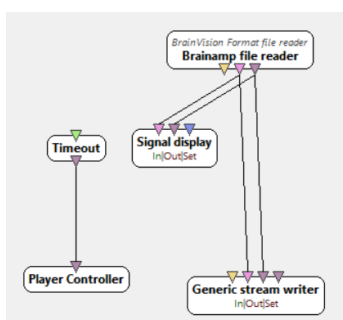 BrainVision Format file reader
Brainamp file reader
Timeout
Signal display
In|Out|Set
Player Controller
Generic stream writer
In|Out|Set